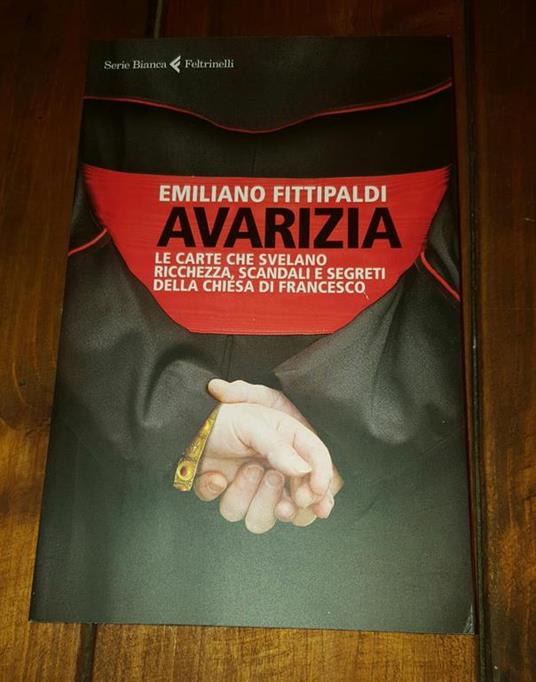 Serie Bianca Feltrinelli
EMILIANO FITTIPALDI
AVARIZIA
LE CARTE CHE SVELANO
RICCHEZZA, SCANDALI E SEGRETI
DELLA CHIESA DI FRANCESCO